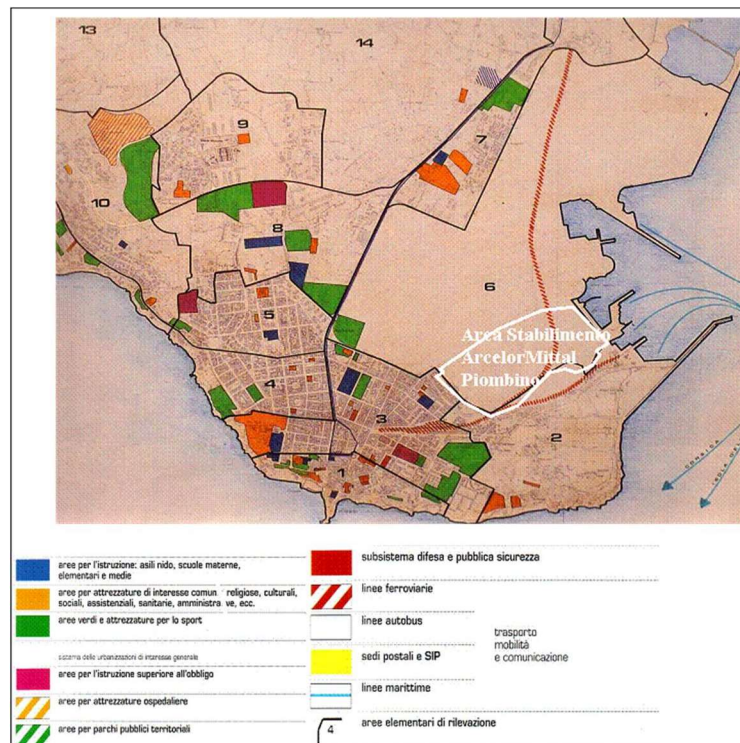 13
14
9
7
10
8
6
5
Area Stabilimento
ArcelorMittal
Piombino
4
3
2
1
CORSICA
aree per l'istruzione: asili nido, scuole materne,
elementari e medie
aree per attrezzature di interesse comun religiose, culturali,
sociali, assistenziali, sanitarie, amministra ve, ecc.
aree verdi e attrezzature per lo sport
sistema delle urbanizzazioni di interesse generale
aree per l'istruzione superiore all'obbligo
aree per attrezzature ospedaliere
aree per parchi pubblici territoriali
subsistema difesa e pubblica sicurezza
linee ferroviarie
linee autobus
sedi postali e SIP
linee marittime
4 aree elementari di rilevazione
trasporto
mobilità
e comunicazione